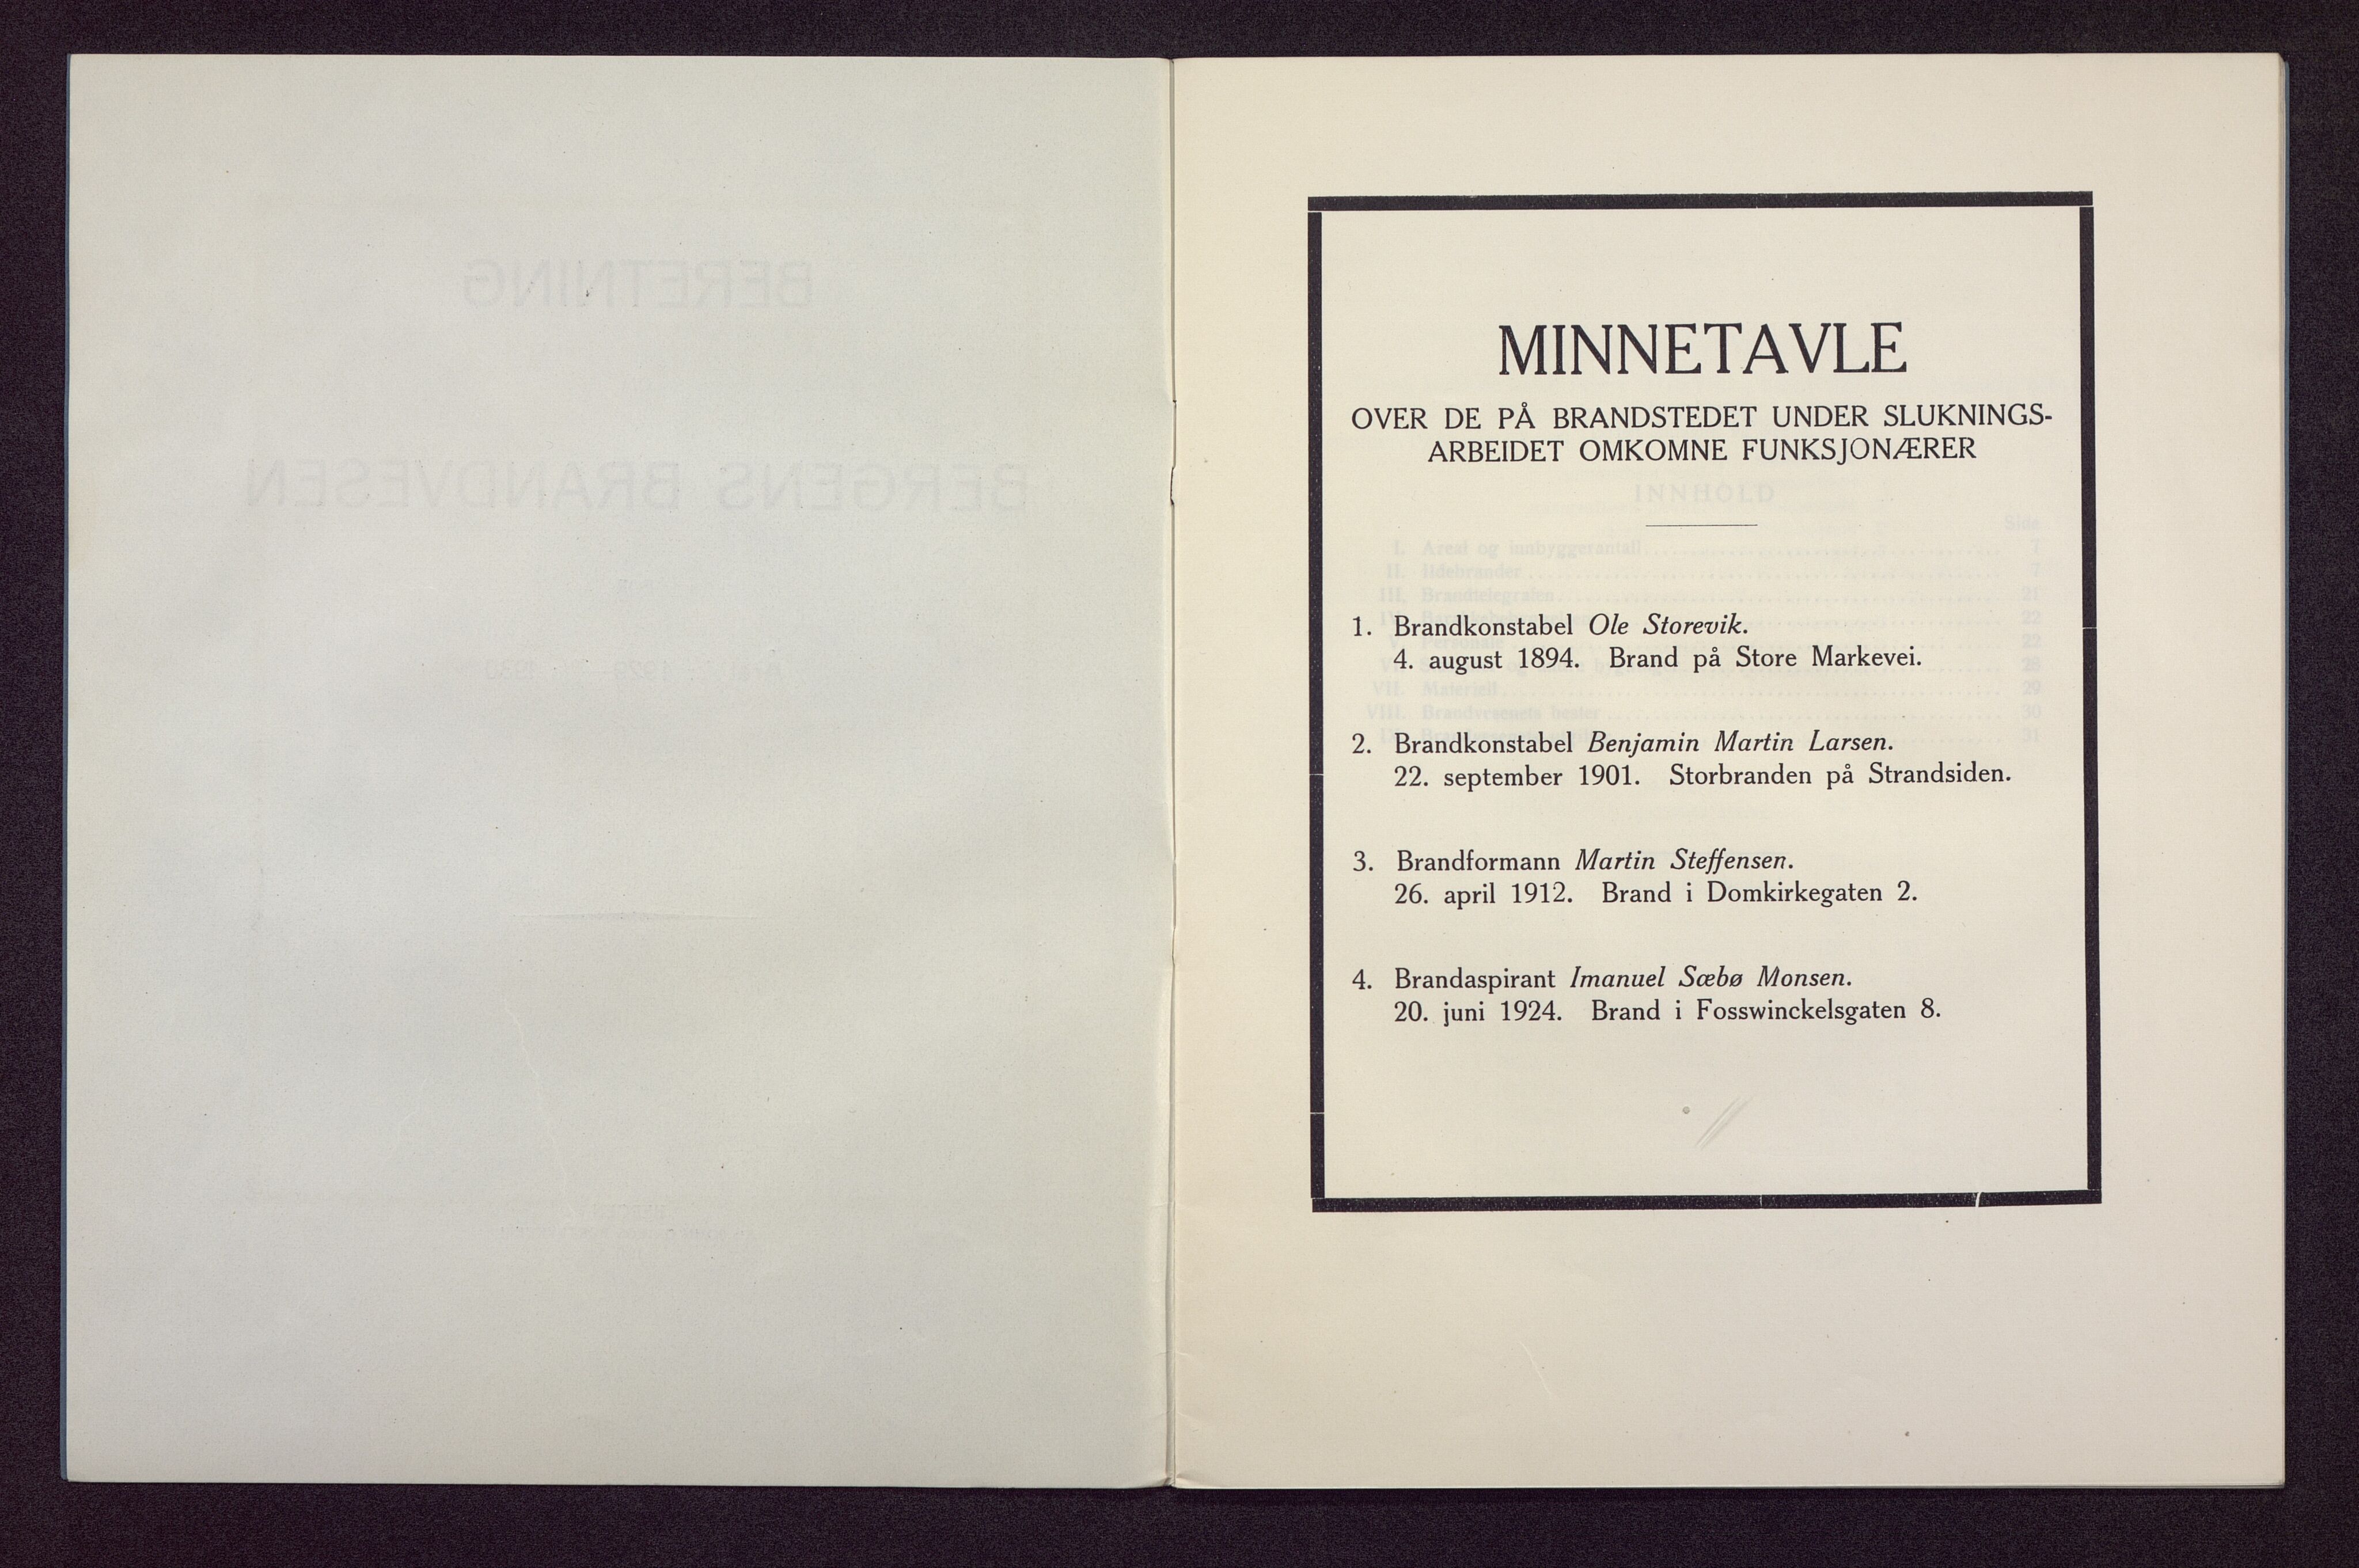 MINNETAVLE
OVER DE PÅ BRANDSTEDET UNDER SLUKNINGS-
ARBEIDET OMKOMNE FUNKSJONÆRER
1. Brandkonstabel Ole Storevik.
4. august 1894. Brand på Store Markevei.
2. Brandkonstabel Benjamin Martin Larsen.
22. september 1901. Storbranden på Strandsiden.
3. Brandformann Martin Steffensen.
26. april 1912. Brand i Domkirkegaten 2.
4. Brandaspirant Imanuel Sæbø Monsen.
20. juni 1924. Brand i Fosswinckelsgaten 8.